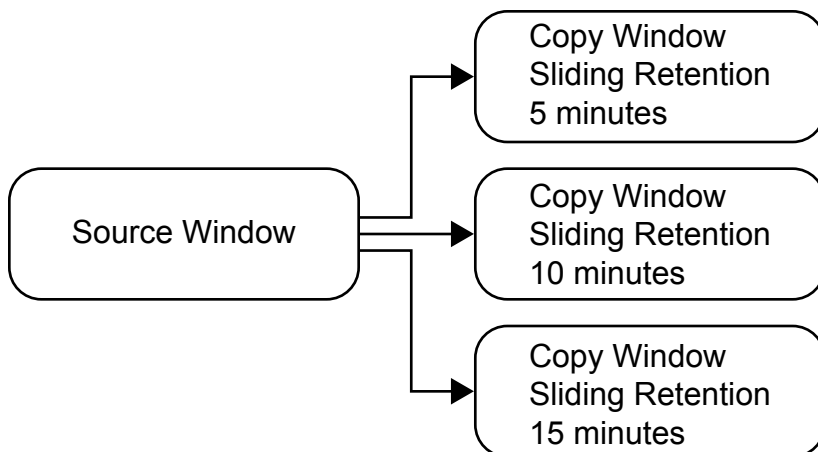 Copy Window
Sliding Retention
5 minutes
Source Window
Copy Window
Sliding Retention
10 minutes
Copy Window
Sliding Retention
15 minutes